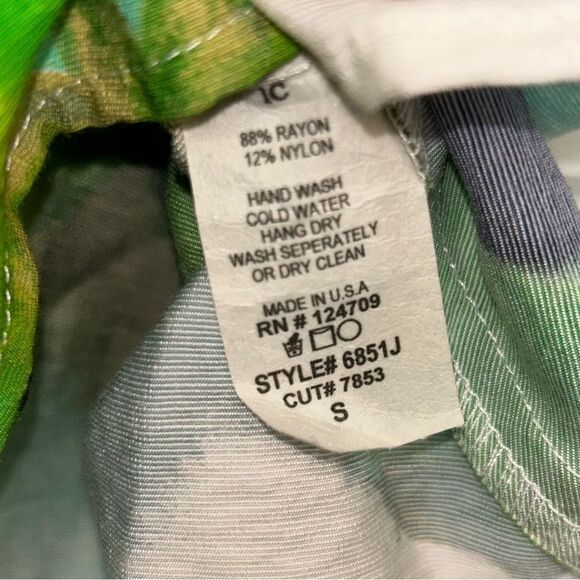 1C
88% RAYON
12% NYLON
HAND WASH
COLD WATER
HANG DRY
WASH SEPERATELY
OR DRY CLEAN
MADE IN U.S.A
RN # 124709
STYLE# 6851J
CUT# 7853
S